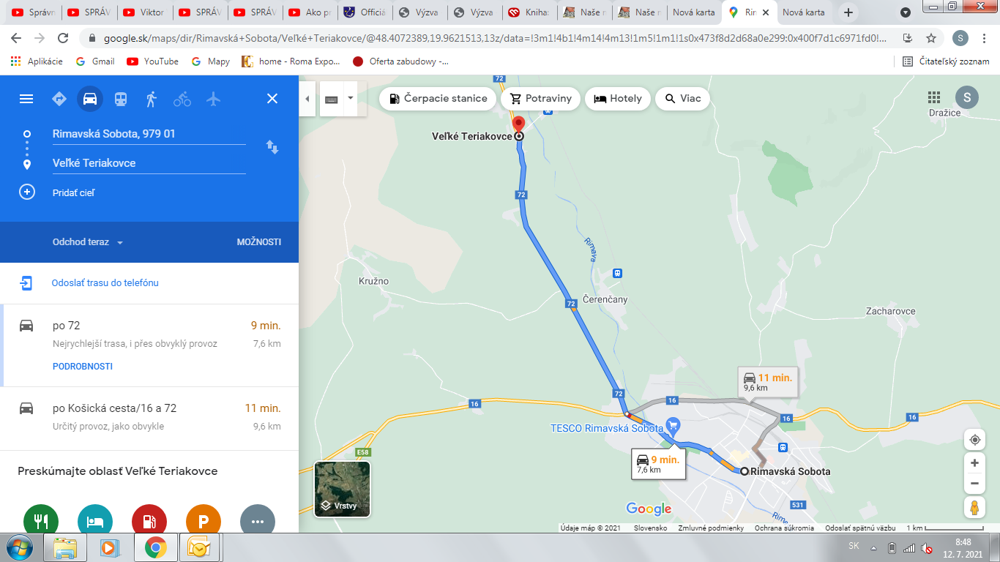 Správn
SPRÁV
Viktor
SPRÁV
SPRÁV
Ako pr
Officiá
Výzva
Výzva
Kniha
Naše r
Naše r
Nová karta
Rim
Nová karta
google.sk/maps/dir/Rimavská+Sobota/Veľké+Teriakovce/@48.4072389,19.9621513,13z/data=!3m1!4b1!4m14!4m13!1m5!1m1!1s0x473f8d2d68a0e299:0x400f7d1c6971fd0!...
S
Aplikácie
Gmail
YouTube
Mapy
home - Roma Expo...
Oferta zabudowy -...
Čitateľský zoznam
Rimavská Sobota, 979 01
Veľké Teriakovce
Pridať cieľ
Odchod teraz
MOŽNOSTI
Odoslať trasu do telefónu
po 72 9 min.
Nejrychlejší trasa, i přes obvyklý provoz 7,6 km
PODROBNOSTI
po Košická cesta/16 a 72 11 min.
Určitý provoz, jako obvykle 9,6 km
Preskúmajte oblasť Veľké Teriakovce
P
Čerpacie stanice
Potraviny
Hotely
Viac
S
72
Dražice
Veľké Teriakovce
72
Rimava
Kružno
Čerenčany
72
Zacharovce
11 min.
9,6 km
72
16
16
16
16
TESCO Rimavská Sobota
E58
9 min.
7,6 km
Rimavská Sobota
531
Vrstvy
Google
Údaje máp © 2021
Slovensko
Zmluvné podmienky
Ochrana súkromia
Odoslať spätnú väzbu
1 km
SK
8:48
12. 7. 2021